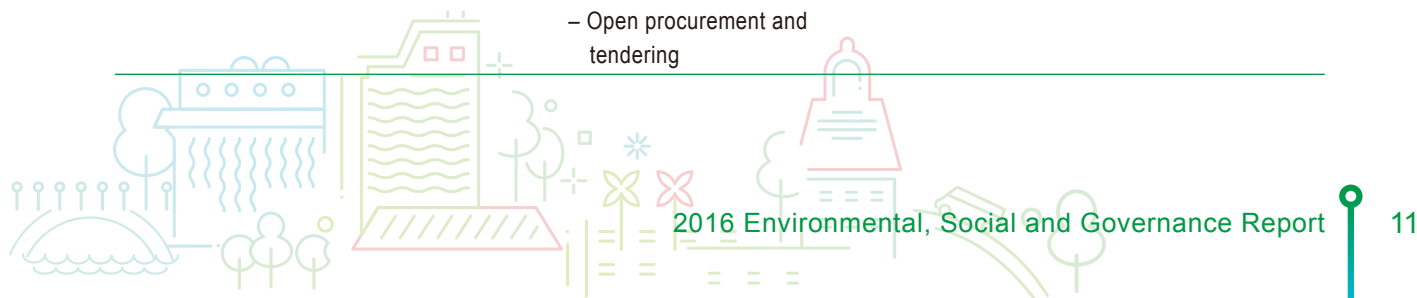 – Open procurement and
tendering
2016 Environmental, Social and Governance Report
11